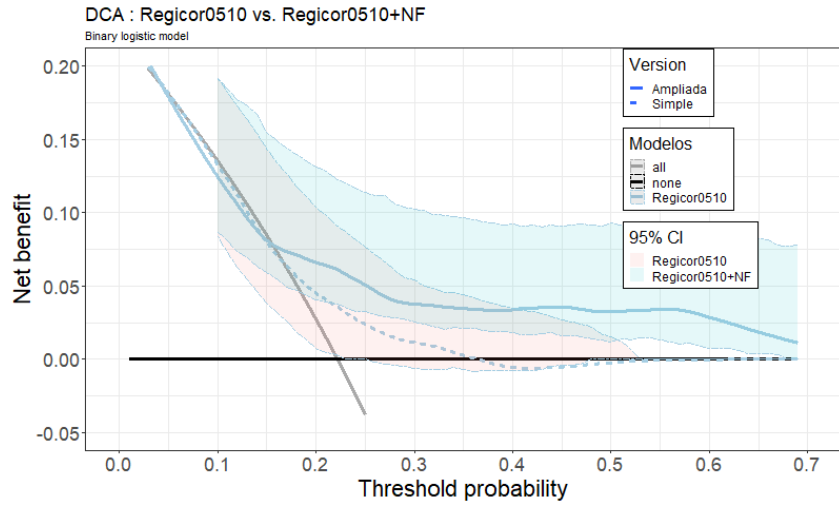 DCA : Regicor0510 vs. Regicor0510+NF
Binary logistic model
Version
Ampliada
Simple
Modelos
all
none
Regicor0510
95% CI
Regicor0510
Regicor0510+NF
Net benefit
0.20
0.15
0.10
0.05
0.00
-0.05
0.0 0.1 0.2 0.3 0.4 0.5 0.6 0.7
Threshold probability